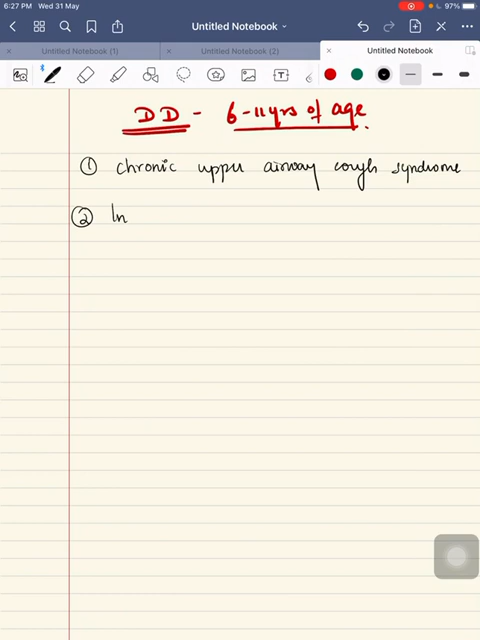 6:27 PM Wed 31 May
97%
Untitled Notebook
Untitled Notebook (1)
Untitled Notebook (2)
Untitled Notebook
T
DD - 6-11yrs of age
① chronic upper airway cough syndrome
② In